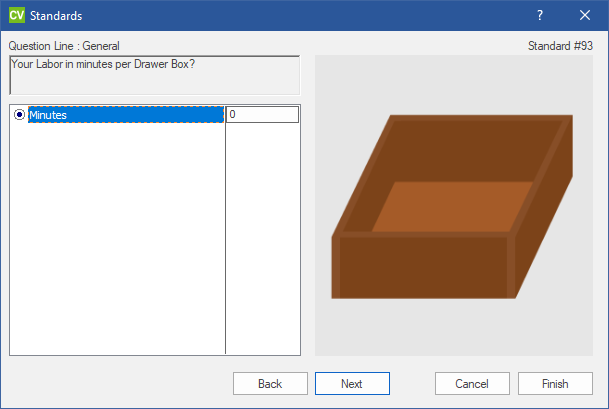 CV Standards ?
Question Line : General
Standard #93
Your Labor in minutes per Drawer Box?
Minutes 0
Back Next Cancel Finish